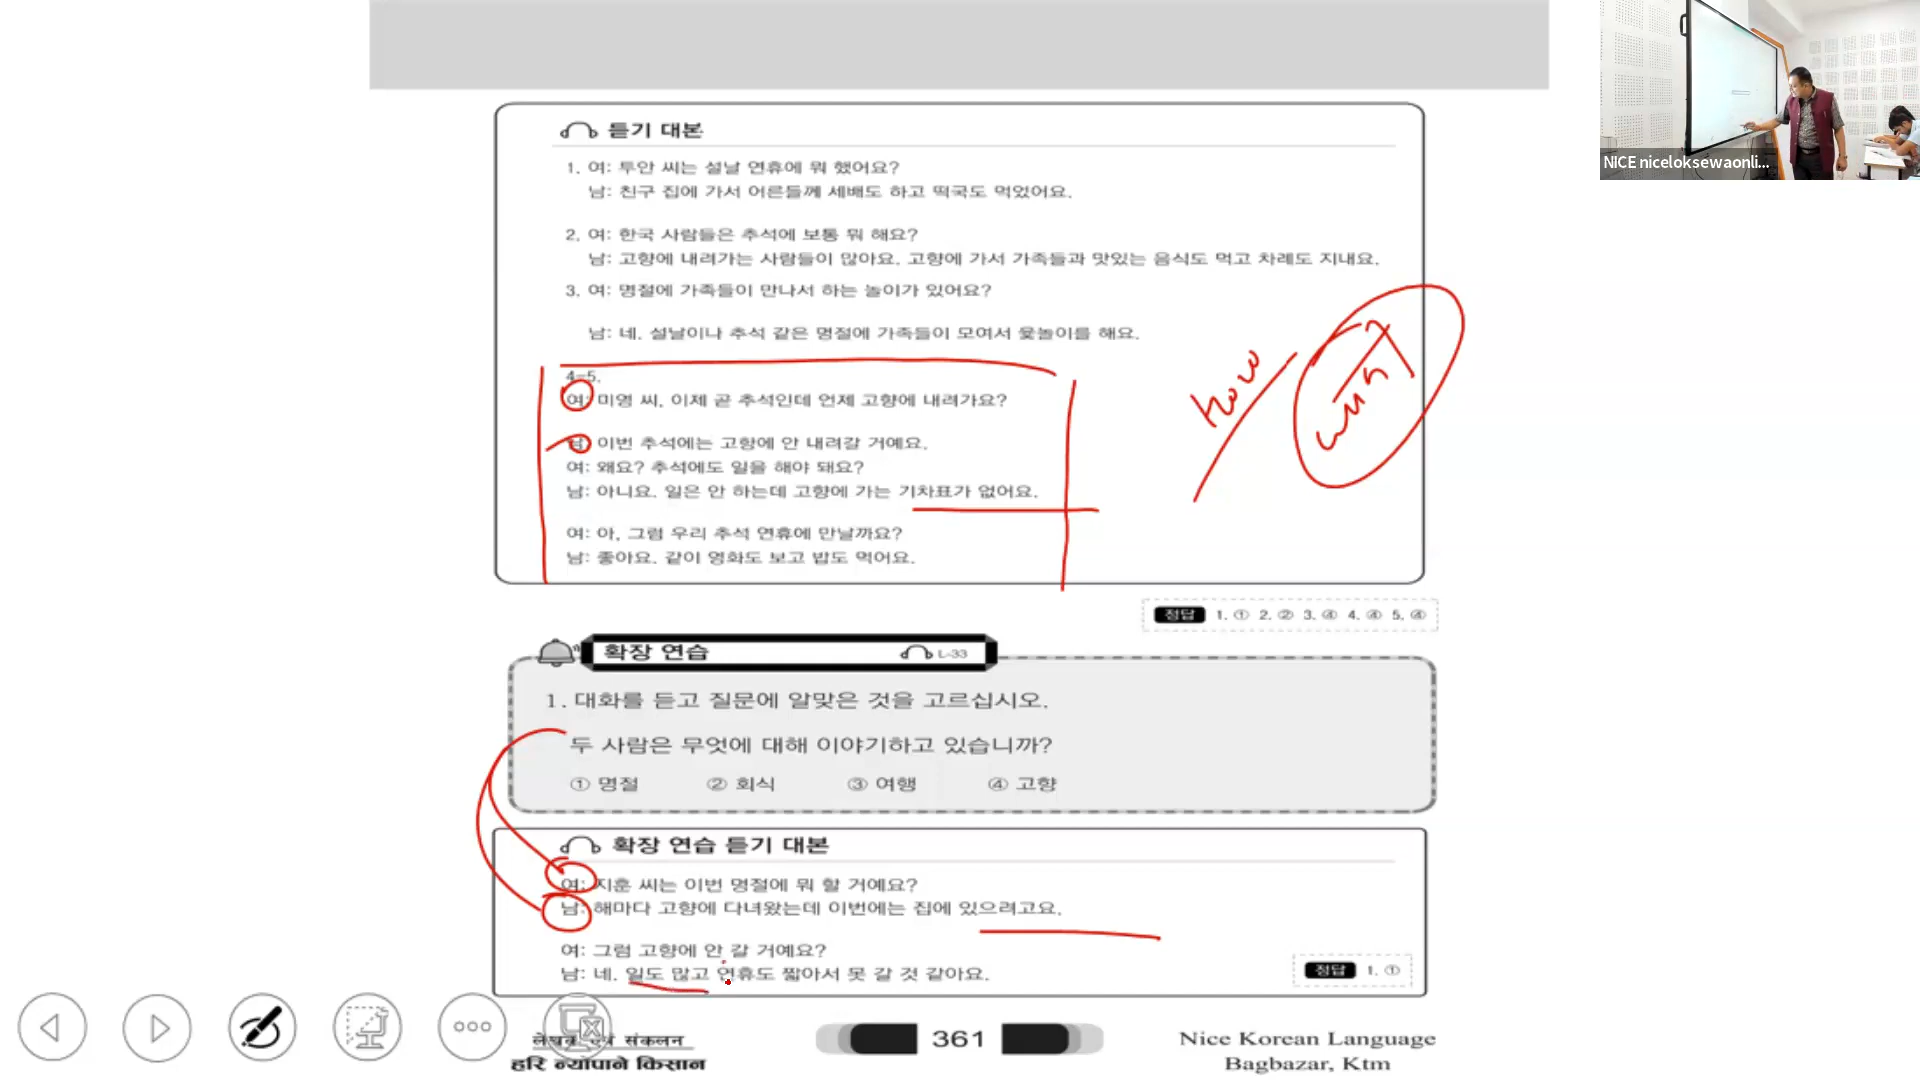 듣기 대본
1. 여: 투안 씨는 설날 연휴에 뭐 했어요?
남: 친구 집에 가서 어른들께 세배도 하고 떡국도 먹었어요.
2. 여: 한국 사람들은 추석에 보통 뭐 해요?
남: 고향에 내려가는 사람들이 많아요. 고향에 가서 가족들과 맛있는 음식도 먹고 차례도 지내요.
3. 여: 명절에 가족들이 만나서 하는 놀이가 있어요?
남: 네. 설날이나 추석 같은 명절에 가족들이 모여서 윷놀이를 해요.
4-5.
여: 미영 씨, 이제 곧 추석인데 언제 고향에 내려가요?
남: 이번 추석에는 고향에 안 내려갈 거예요.
여: 왜요? 추석에도 일을 해야 돼요?
남: 아니요. 일은 안 하는데 고향에 가는 기차표가 없어요.
여: 아, 그럼 우리 추석 연휴에 만날까요?
남: 좋아요. 같이 영화도 보고 밥도 먹어요.
how
정답 1. ① 2. ② 3. ④ 4. ④ 5. ④
확장 연습 L-33
1. 대화를 듣고 질문에 알맞은 것을 고르십시오.
두 사람은 무엇에 대해 이야기하고 있습니까?
① 명절 ② 회식 ③ 여행 ④ 고향
확장 연습 듣기 대본
여: 지훈 씨는 이번 명절에 뭐 할 거예요?
남: 해마다 고향에 다녀왔는데 이번에는 집에 있으려고요.
여: 그럼 고향에 안 갈 거예요?
남: 네. 일도 많고 연휴도 짧아서 못 갈 것 같아요.
정답 1. ①
लेखक एवं संकलन
हरि न्यौपाने किसान
361
Nice Korean Language
Bagbazar, Ktm
NICE niceloksewaonli...